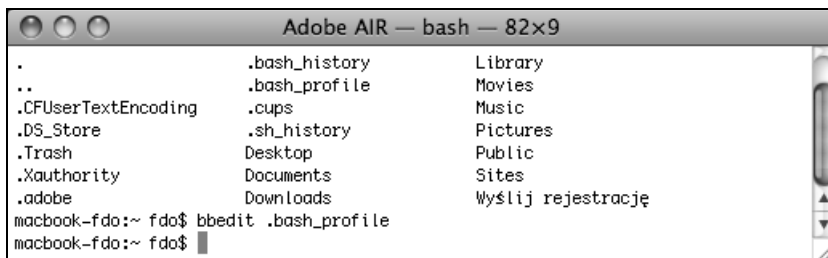 Adobe AIR — bash — 82×9
. .bash_history Library
.. .bash_profile Movies
.CFUserTextEncoding .cups Music
.DS_Store .sh_history Pictures
.Trash Desktop Public
.Xauthority Documents Sites
.adobe Downloads Wyślij rejestrację
macbook-fdo:~ fdo$ bbedit .bash_profile
macbook-fdo:~ fdo$